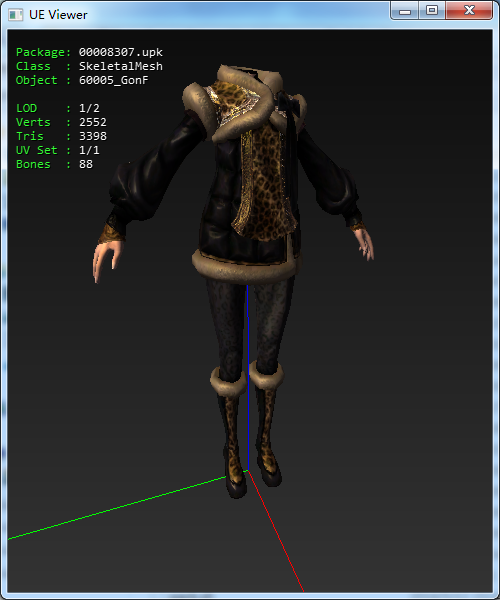 UE Viewer
Package: 00008307.upk
Class : SkeletalMesh
Object : 60005_GonF
LOD : 1/2
Verts : 2552
Tris : 3398
UV Set : 1/1
Bones : 88